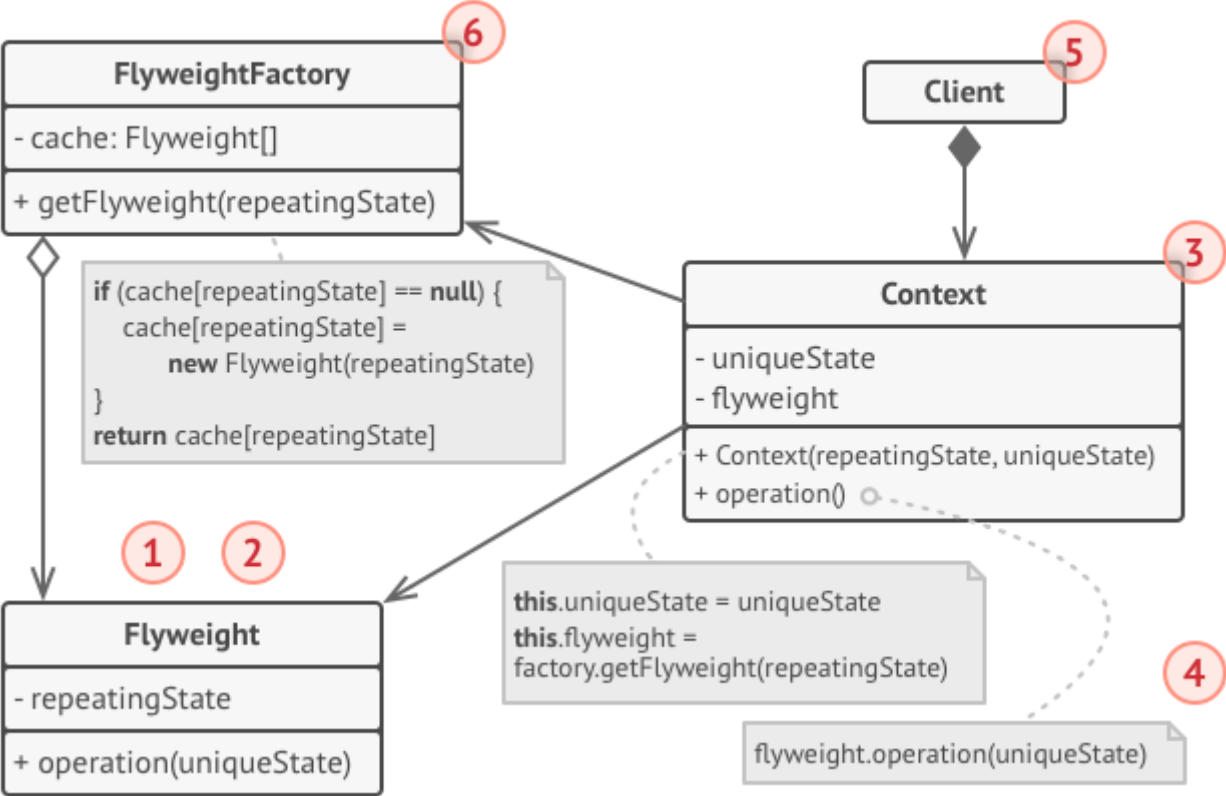 6
FlyweightFactory
- cache: Flyweight[]
+ getFlyweight(repeatingState)
if (cache[repeatingState] == null) {
cache[repeatingState] =
new Flyweight(repeatingState)
}
return cache[repeatingState]
5
Client
3
Context
- uniqueState
- flyweight
+ Context(repeatingState, uniqueState)
+ operation()
1
2
Flyweight
- repeatingState
+ operation(uniqueState)
this.uniqueState = uniqueState
this.flyweight =
factory.getFlyweight(repeatingState)
4
flyweight.operation(uniqueState)